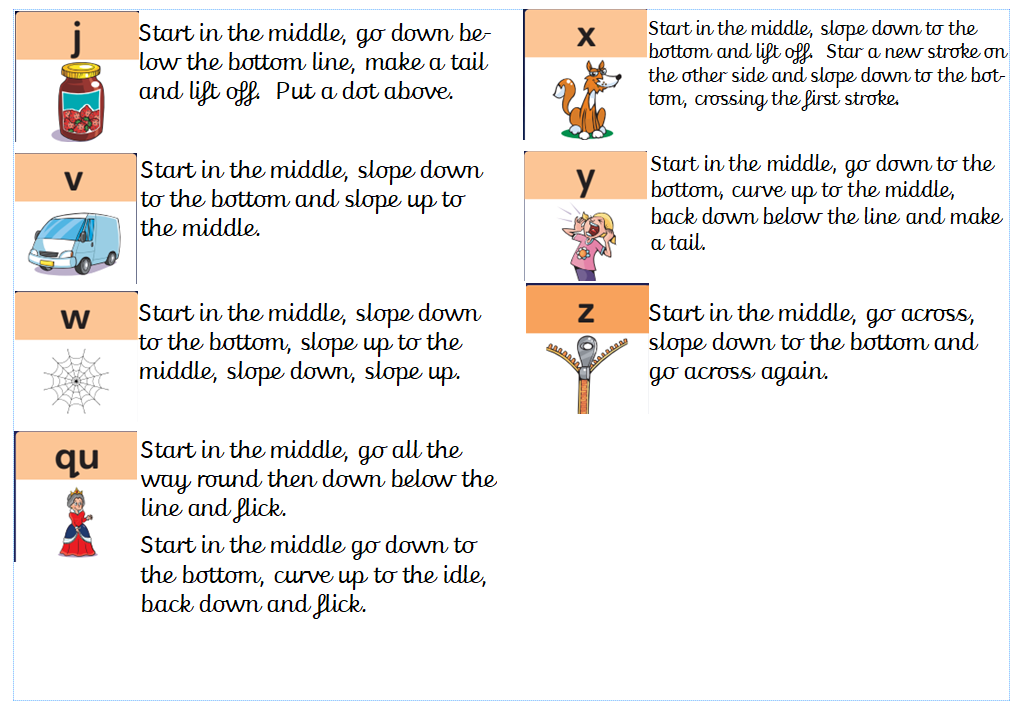 j
Start in the middle, go down be-
low the bottom line, make a tail
and lift off.  Put a dot above.
v
Start in the middle, slope down
to the bottom and slope up to
the middle.
w
Start in the middle, slope down
to the bottom, slope up to the
middle, slope down, slope up.
qu
Start in the middle, go all the
way round then down below the
line and flick.
Start in the middle go down to
the bottom, curve up to the idle,
back down and flick.
x
Start in the middle, slope down to the
bottom and lift off.  Star a new stroke on
the other side and slope down to the bot-
tom, crossing the first stroke.
y
Start in the middle, go down to the
bottom, curve up to the middle,
back down below the line and make
a tail.
z
Start in the middle, go across,
slope down to the bottom and
go across again.